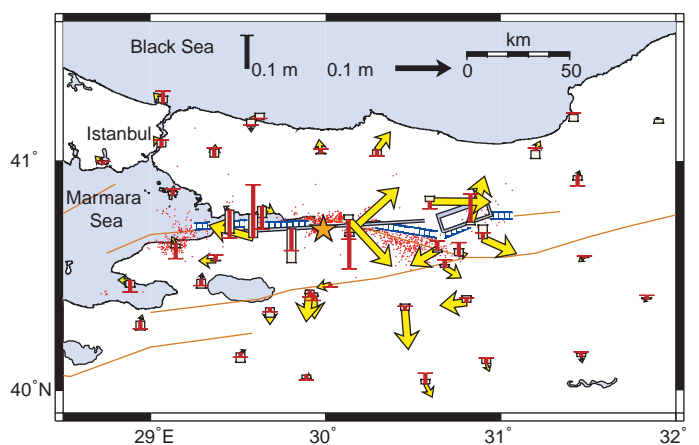 Black Sea
km
0.1 m
0.1 m
0
50
Istanbul
41°
Marmara
Sea
40°N
29°E
30°
31°
32°